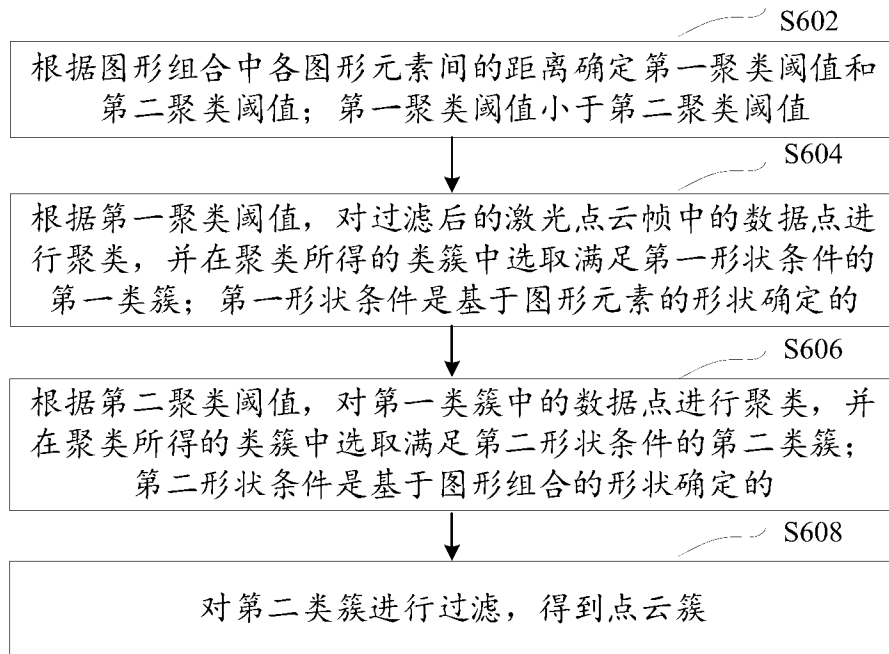 S602
根据图形组合中各图形元素间的距离确定第一聚类阈值和
第二聚类阈值；第一聚类阈值小于第二聚类阈值
S604
根据第一聚类阈值，对过滤后的激光点云帧中的数据点进
行聚类，并在聚类所得的类簇中选取满足第一形状条件的
第一类簇；第一形状条件是基于图形元素的形状确定的
S606
根据第二聚类阈值，对第一类簇中的数据点进行聚类，并
在聚类所得的类簇中选取满足第二形状条件的第二类簇；
第二形状条件是基于图形组合的形状确定的
S608
对第二类簇进行过滤，得到点云簇